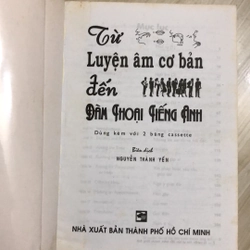 Từ
Luyện âm cơ bản
đến
ĐÀM THOẠI TIẾNG ANH
Dùng kèm với 2 băng cassette
Biên dịch
NGUYỄN THÀNH YẾN
NHÀ XUẤT BẢN THÀNH PHỐ HỒ CHÍ MINH